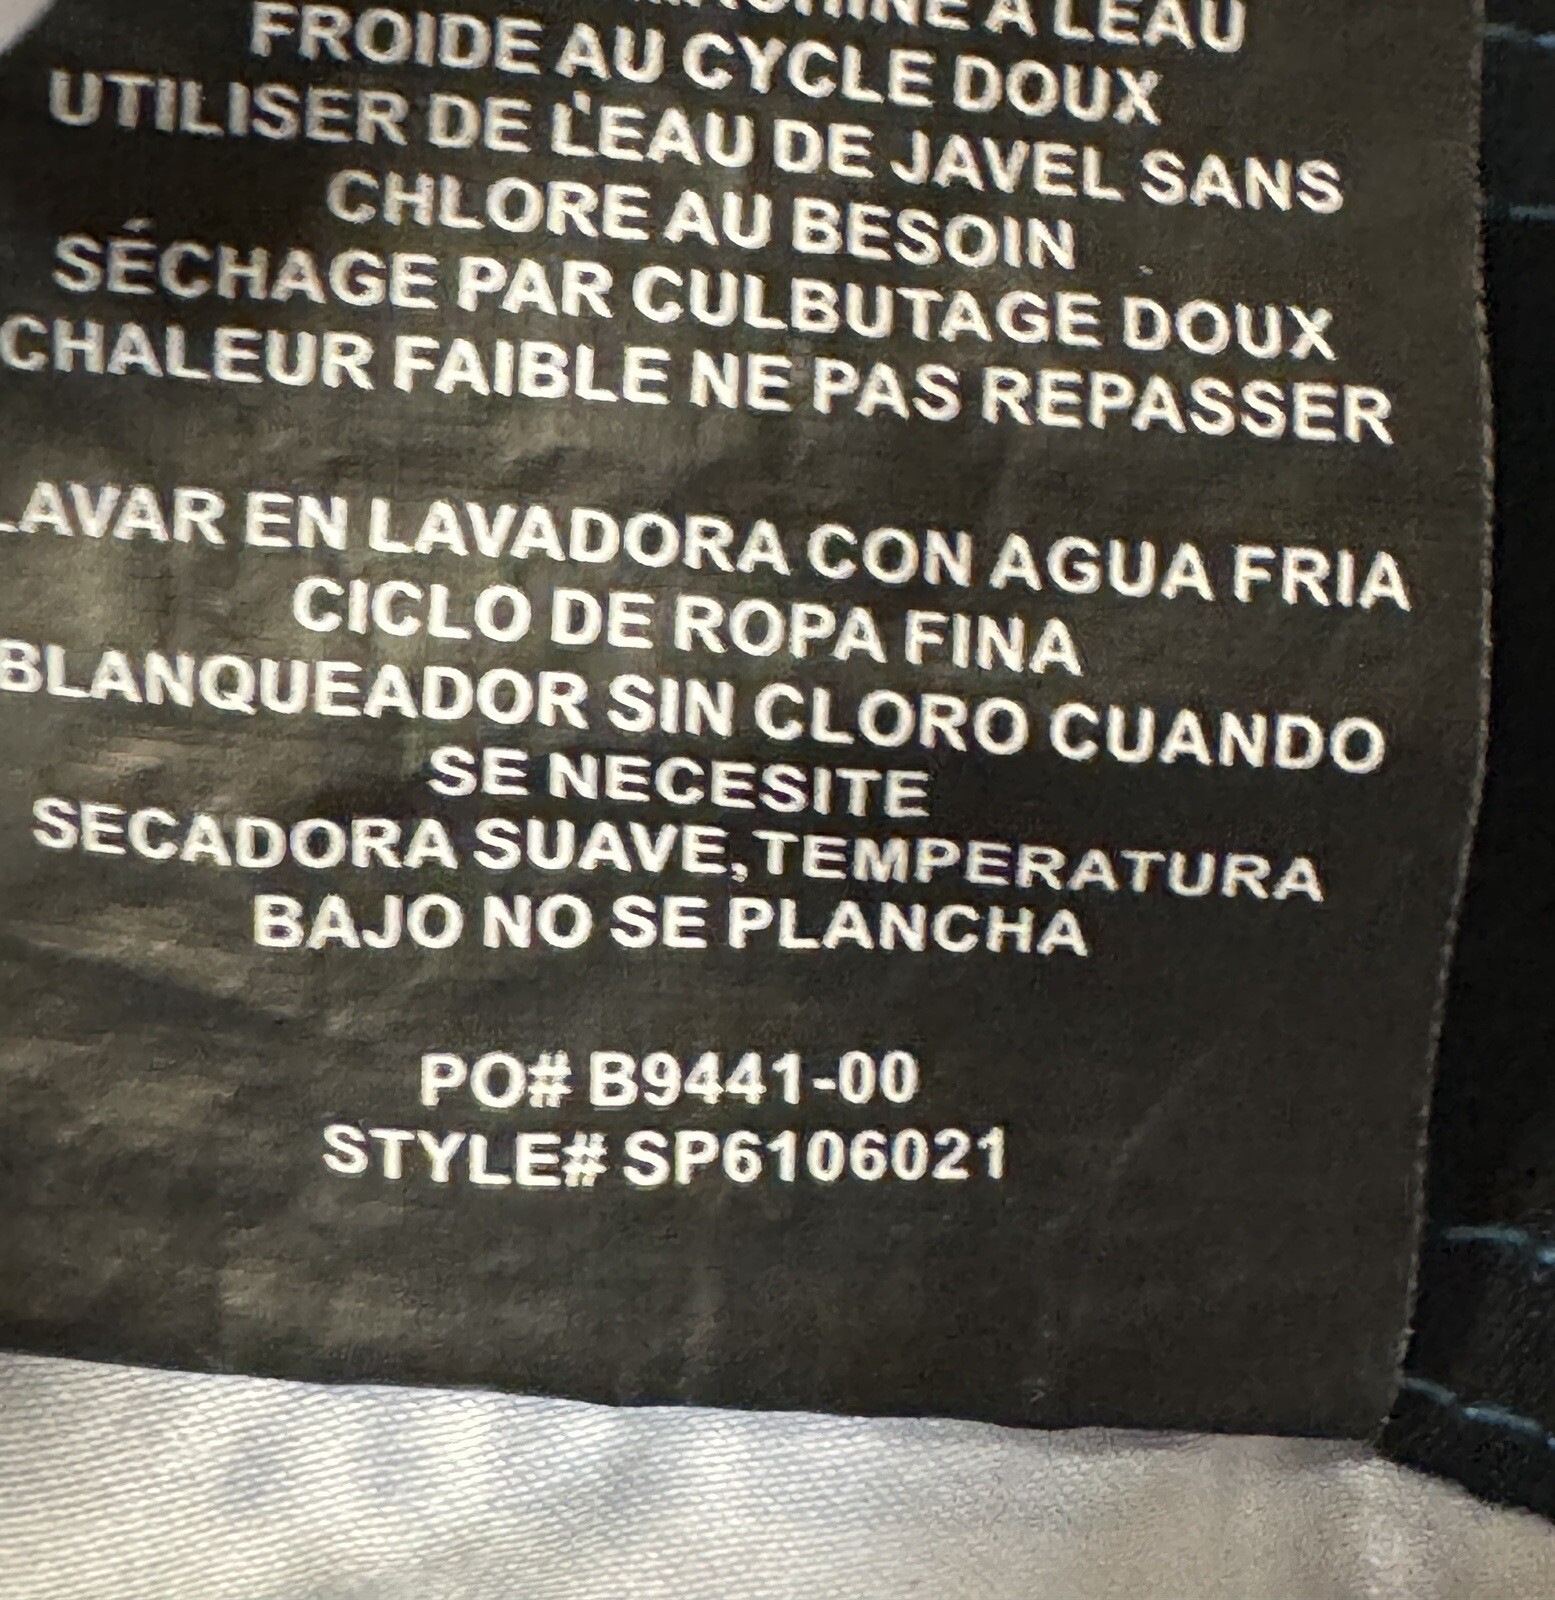 MACHINE À LEAU
FROIDE AU CYCLE DOUX
UTILISER DE L'EAU DE JAVEL SANS
CHLORE AU BESOIN
SÉCHAGE PAR CULBUTAGE DOUX
CHALEUR FAIBLE NE PAS REPASSER
LAVAR EN LAVADORA CON AGUA FRIA
CICLO DE ROPA FINA
BLANQUEADOR SIN CLORO CUANDO
SE NECESITE
SECADORA SUAVE, TEMPERATURA
BAJO NO SE PLANCHA
PO# B9441-00
STYLE# SP6106021